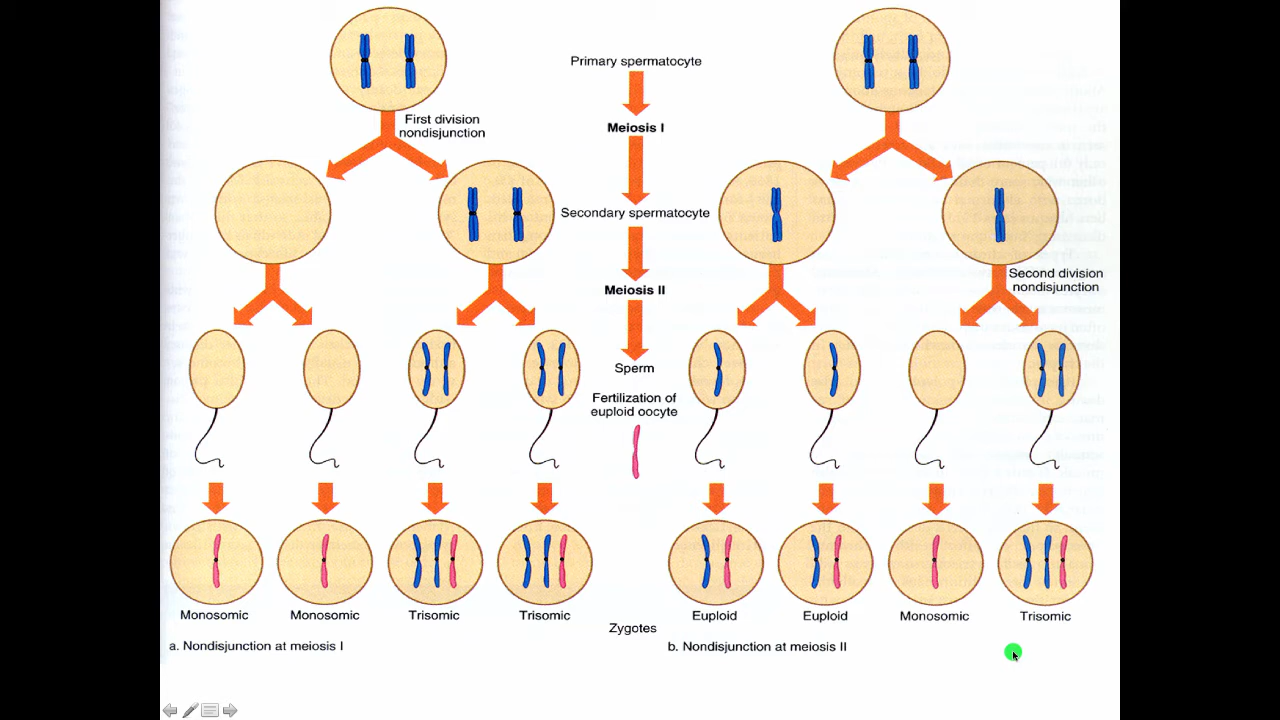 Primary spermatocyte
First division
nondisjunction
Meiosis I
Secondary spermatocyte
Second division
nondisjunction
Meiosis II
Sperm
Fertilization of
euploid oocyte
Monosomic
Monosomic
Trisomic
Trisomic
Euploid
Euploid
Monosomic
Trisomic
Zygotes
a. Nondisjunction at meiosis I
b. Nondisjunction at meiosis II